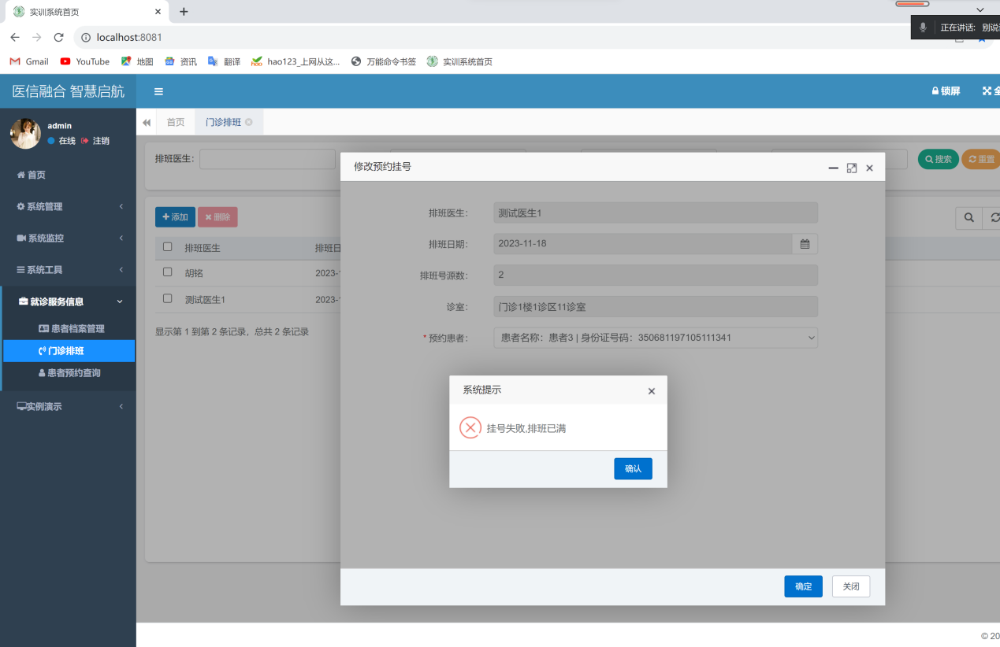 实训系统首页
localhost:8081
正在讲话: 别说
Gmail YouTube 地图 资讯 翻译 hao123_上网从这... 万能命令书签 实训系统首页
医信融合 智慧启航
锁屏 全
admin
在线 注销
首页 门诊排班
首页
系统管理
系统监控
系统工具
就诊服务信息
患者档案管理
门诊排班
患者预约查询
实例演示
排班医生：
搜索 重置
添加 删除
排班医生 排班日
胡铭 2023-
测试医生1 2023-
显示第 1 到第 2 条记录，总共 2 条记录
修改预约挂号
排班医生： 测试医生1
排班日期： 2023-11-18
排班号源数： 2
诊室： 门诊1楼1诊区11诊室
* 预约患者： 患者名称：患者3 | 身份证号码：350681197105111341
系统提示
挂号失败,排班已满
确认
确定 关闭
© 20